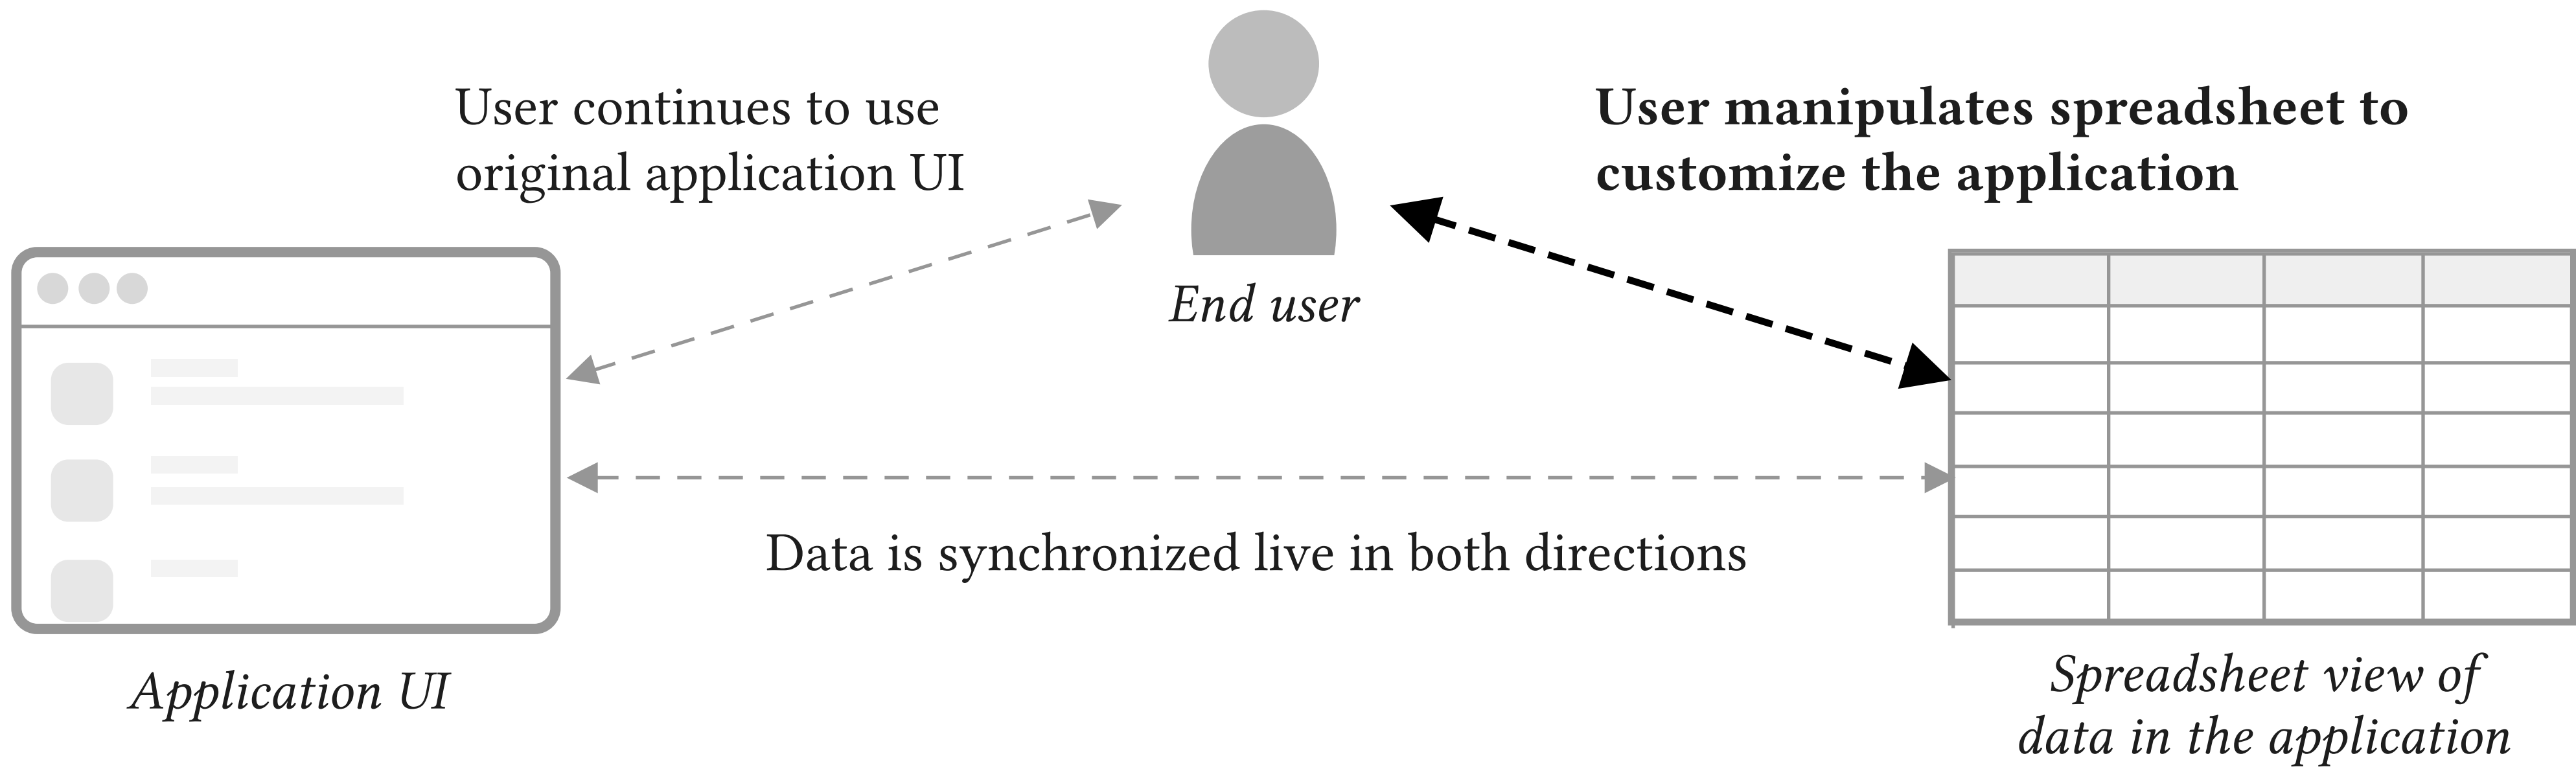 User continues to use
original application UI
User manipulates spreadsheet to
customize the application
End user
Data is synchronized live in both directions
Application UI
Spreadsheet view of
data in the application